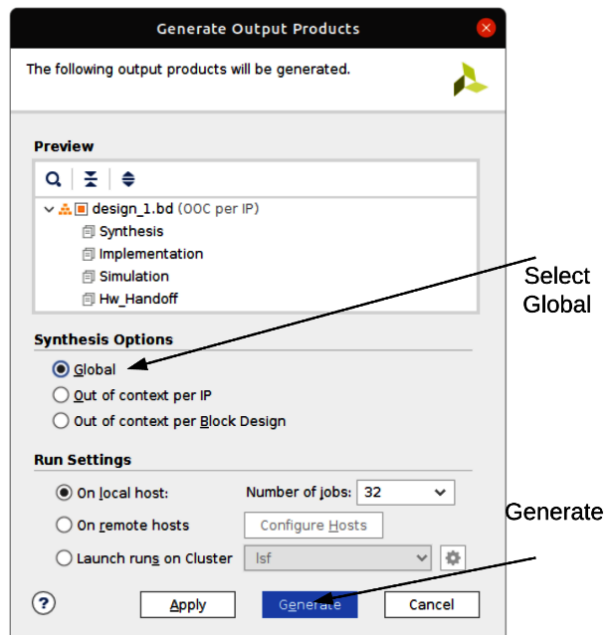 Generate Output Products
The following output products will be generated.
Preview
design_1.bd (OOC per IP)
Synthesis
Implementation
Simulation
Hw_Handoff
Select
Global
Synthesis Options
Global
Out of context per IP
Out of context per Block Design
Run Settings
On local host: Number of jobs: 32
On remote hosts Configure Hosts
Generate
Launch runs on Cluster lsf
? Apply Generate Cancel